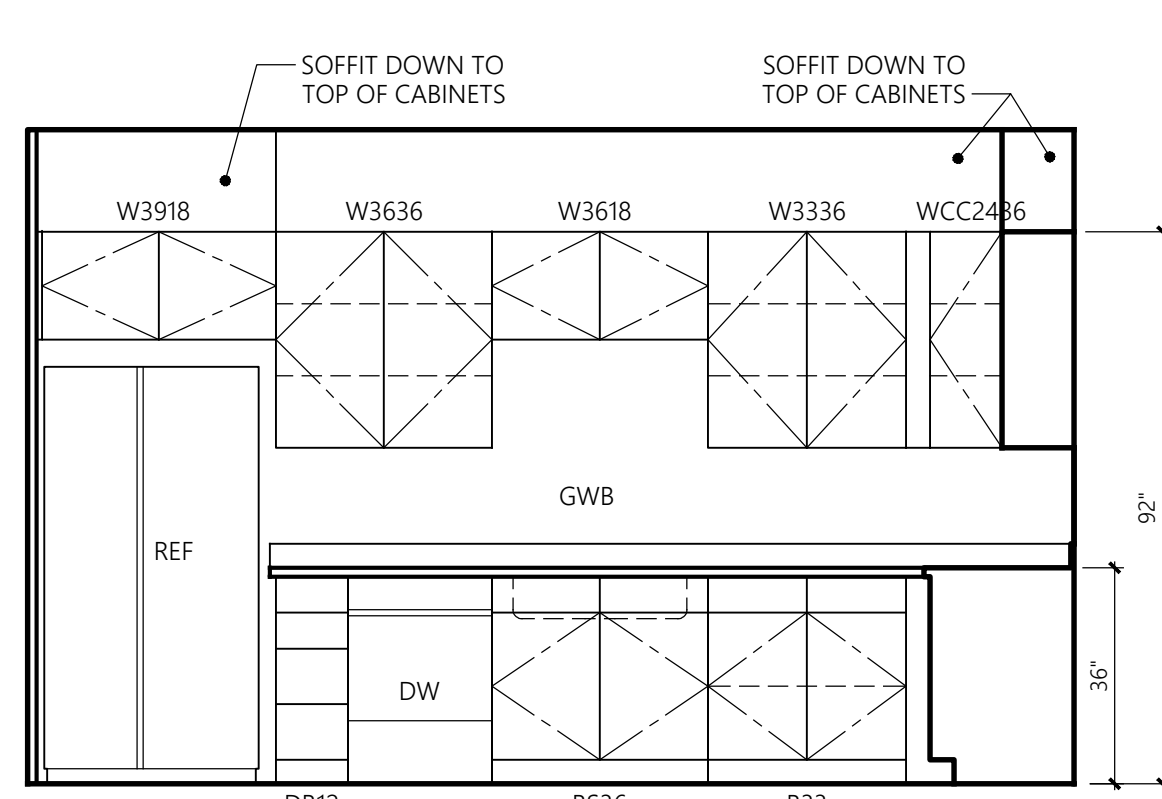 SOFFIT DOWN TO
TOP OF CABINETS
SOFFIT DOWN TO
TOP OF CABINETS
W3918
W3636
W3618
W3336
WCC2436
GWB
92"
REF
36"
DW